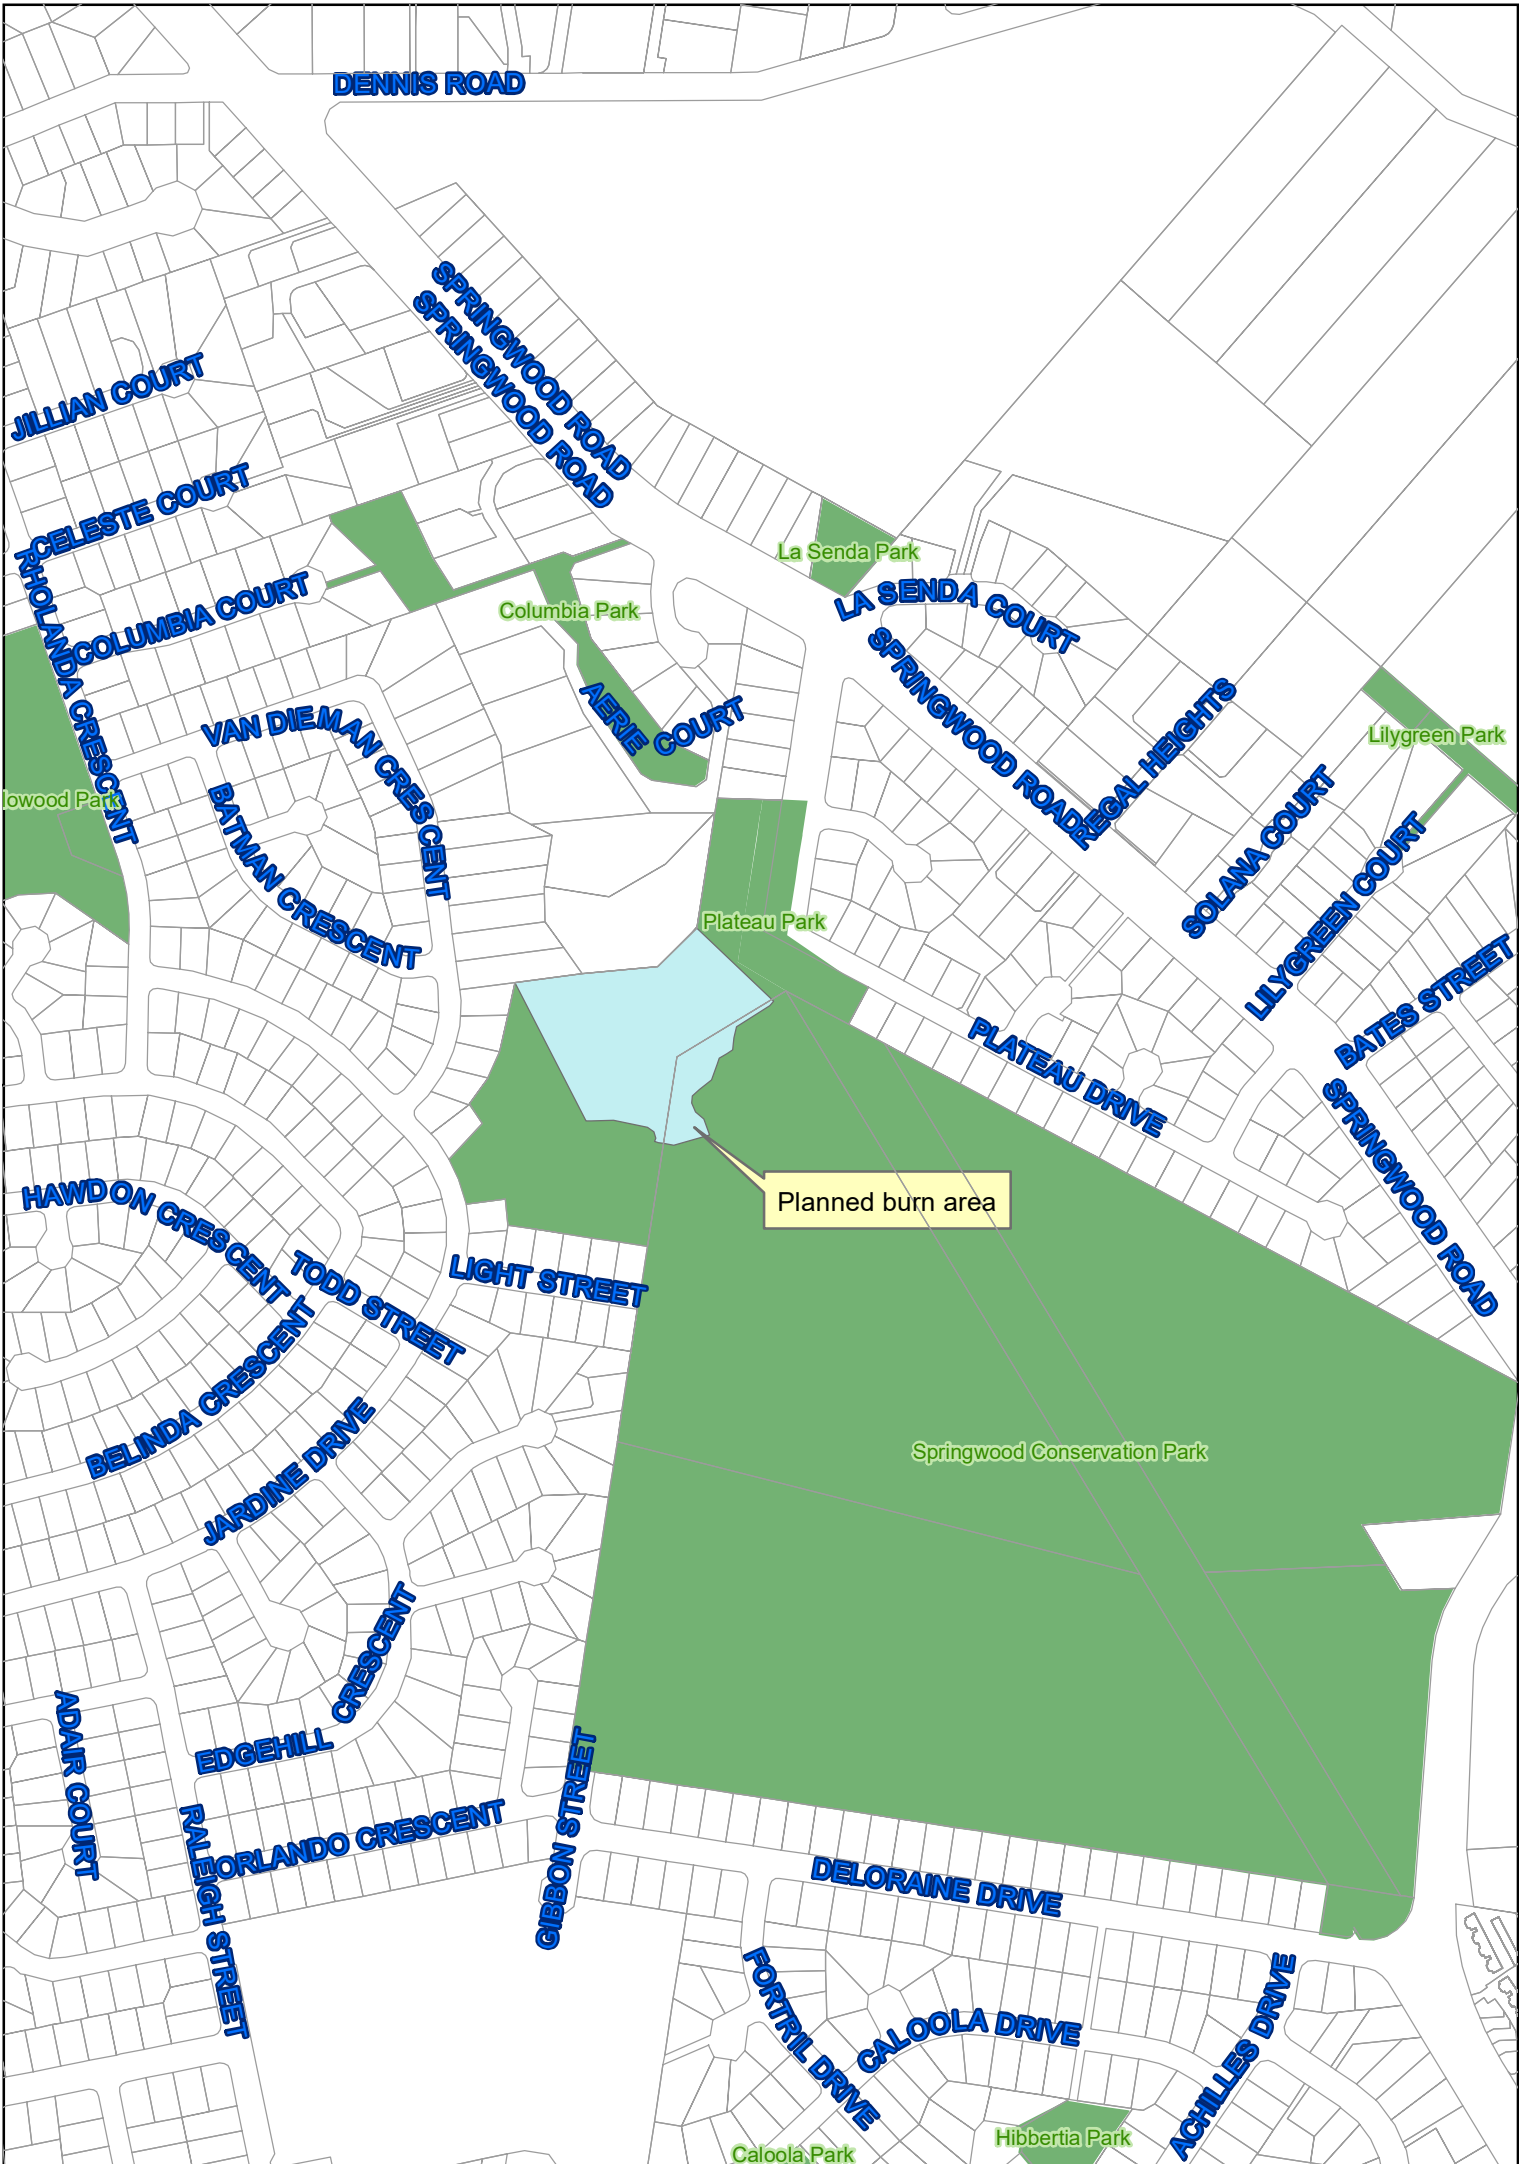 DENNIS ROAD
SPRINGWOOD ROAD
SPRINGWOOD ROAD
JILLIAN COURT
CELESTE COURT
RHOLANDA CRESCENT
COLUMBIA COURT
La Senda Park
LA SENDA COURT
Columbia Park
SPRINGWOOD ROAD
AERIE COURT
REGAL HEIGHTS
VAN DIEMAN CRESCENT
Lilygreen Park
lowood Park
BATMAN CRESCENT
SOLANA COURT
LILYGREEN COURT
Plateau Park
BATES STREET
PLATEAU DRIVE
SPRINGWOOD ROAD
Planned burn area
HAWDON CRESCENT
TODD STREET
LIGHT STREET
BELINDA CRESCENT
JARDINE DRIVE
Springwood Conservation Park
EDGEHILL CRESCENT
ADAIR COURT
GIBBON STREET
RALEIGH STREET
ORLANDO CRESCENT
DELORAINE DRIVE
FORTRIL DRIVE
CALOOLA DRIVE
ACHILLES DRIVE
Hibbertia Park
Caloola Park